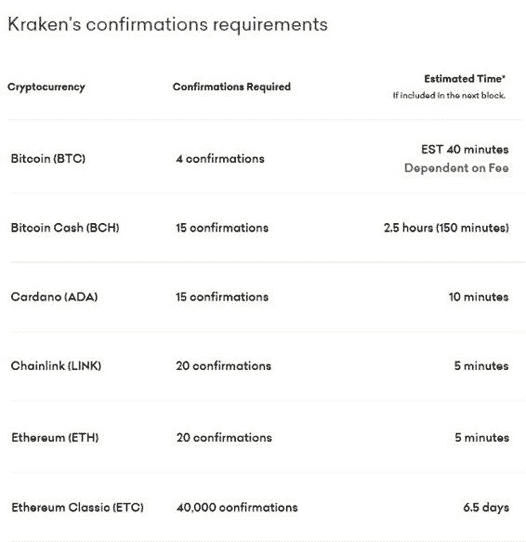 Kraken's confirmations requirements
Cryptocurrency Confirmations Required Estimated Time*
If included in the next block.
Bitcoin (BTC) 4 confirmations EST 40 minutes
Dependent on Fee
Bitcoin Cash (BCH) 15 confirmations 2.5 hours (150 minutes)
Cardano (ADA) 15 confirmations 10 minutes
Chainlink (LINK) 20 confirmations 5 minutes
Ethereum (ETH) 20 confirmations 5 minutes
Ethereum Classic (ETC) 40,000 confirmations 6.5 days